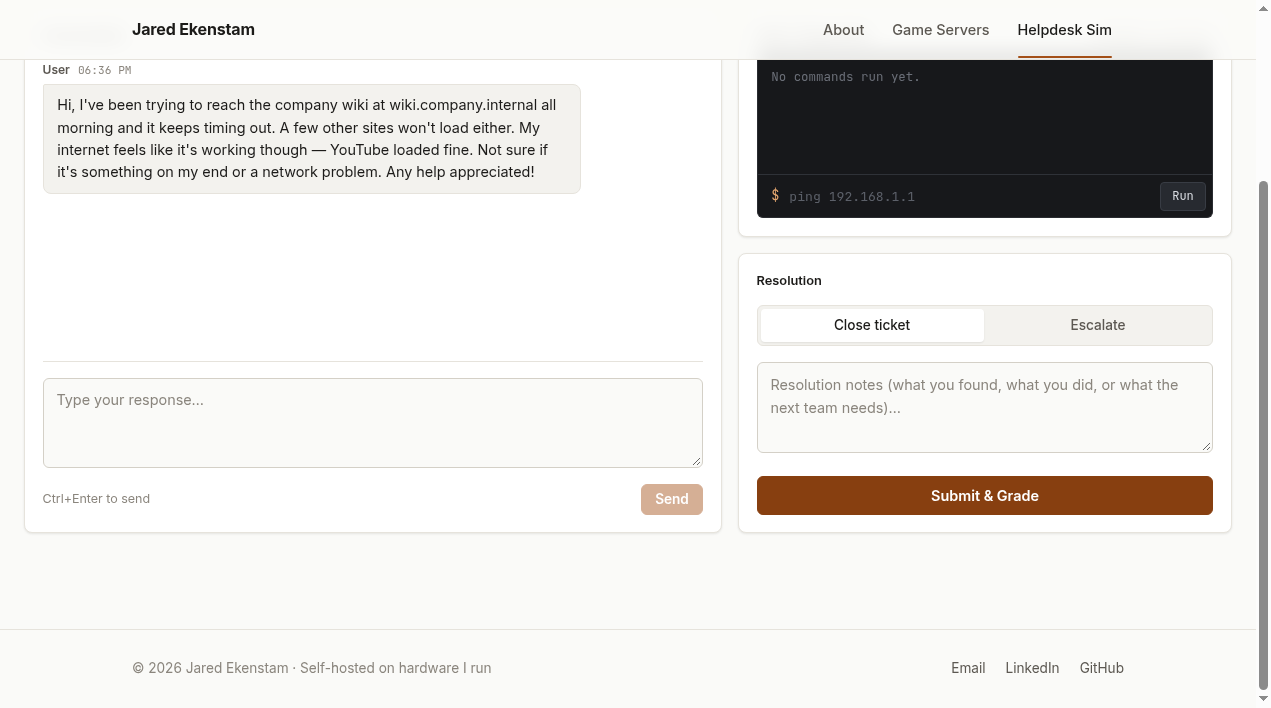 Jared Ekenstam
About Game Servers Helpdesk Sim
User 06:36 PM
Hi, I've been trying to reach the company wiki at wiki.company.internal all
morning and it keeps timing out. A few other sites won't load either. My
internet feels like it's working though — YouTube loaded fine. Not sure if
it's something on my end or a network problem. Any help appreciated!
Type your response...
Ctrl+Enter to send
Send
No commands run yet.
$ ping 192.168.1.1
Run
Resolution
Close ticket Escalate
Resolution notes (what you found, what you did, or what the
next team needs)...
Submit & Grade
© 2026 Jared Ekenstam · Self-hosted on hardware I run
Email LinkedIn GitHub